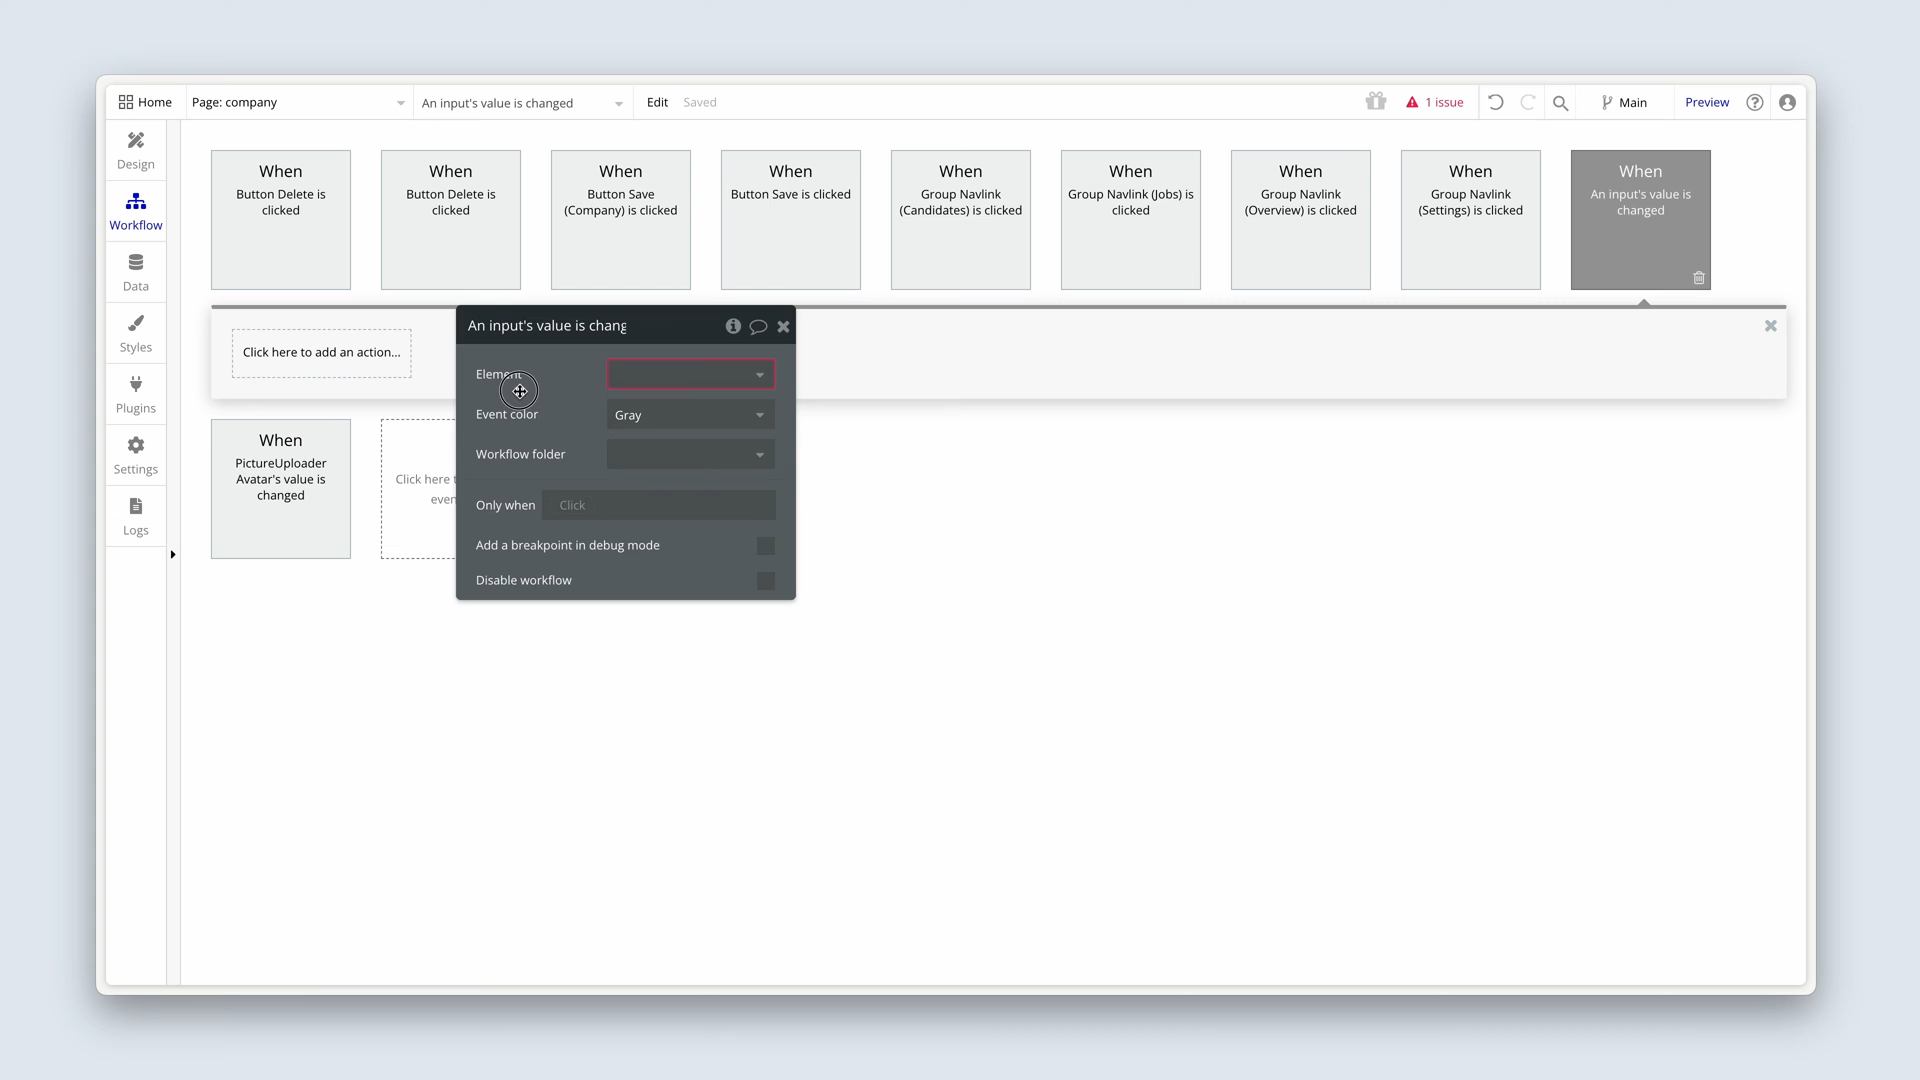 Home
Page: company
An input's value is changed
Edit
Saved
1 issue
Main
Preview
Design
Workflow
Data
Styles
Plugins
Settings
Logs
When
Button Delete is
clicked
When
Button Delete is
clicked
When
Button Save
(Company) is clicked
When
Button Save is clicked
When
Group Navlink
(Candidates) is clicked
When
Group Navlink (Jobs) is
clicked
When
Group Navlink
(Overview) is clicked
When
Group Navlink
(Settings) is clicked
When
An input's value is
changed
Click here to add an action...
When
PictureUploader
Avatar's value is
changed
Click here
An input's value is chang
Element
Event color
Gray
Workflow folder
Only when
Click
Add a breakpoint in debug mode
Disable workflow